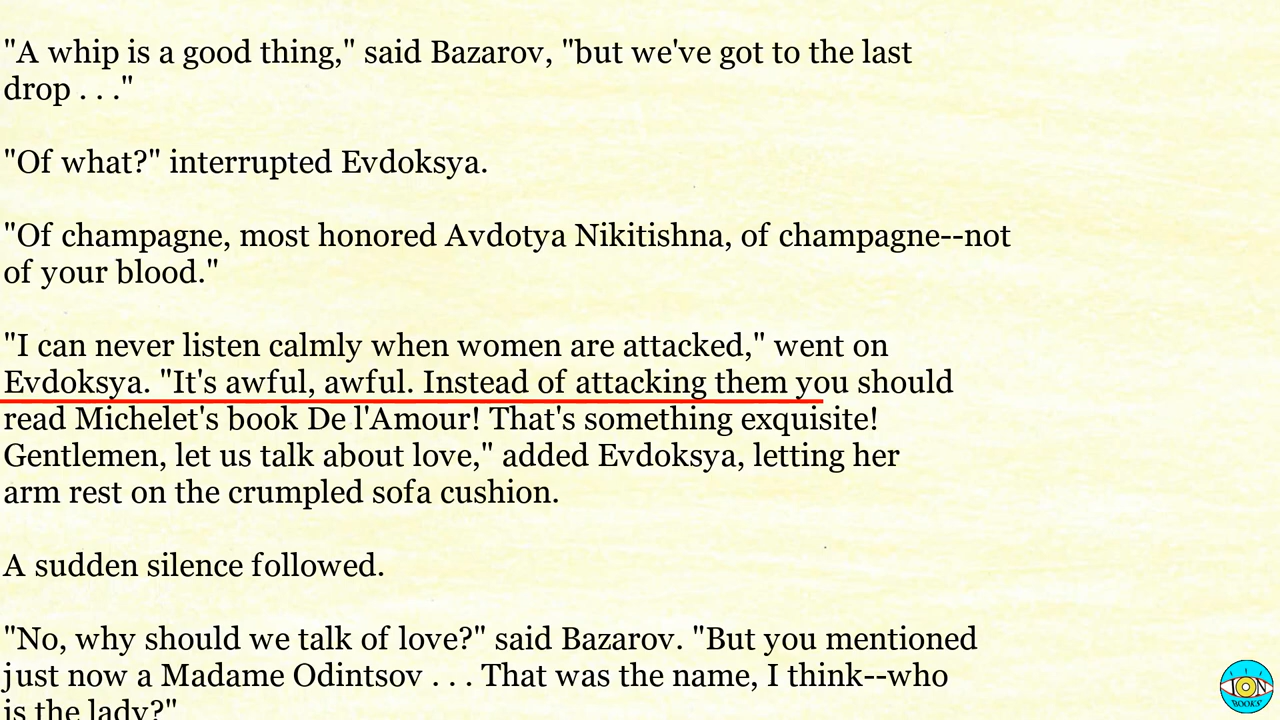 "A whip is a good thing," said Bazarov, "but we've got to the last
drop . . ."
"Of what?" interrupted Evdoksya.
"Of champagne, most honored Avdotya Nikitishna, of champagne--not
of your blood."
"I can never listen calmly when women are attacked," went on
Evdoksya. "It's awful, awful. Instead of attacking them you should
read Michelet's book De l'Amour! That's something exquisite!
Gentlemen, let us talk about love," added Evdoksya, letting her
arm rest on the crumpled sofa cushion.
A sudden silence followed.
"No, why should we talk of love?" said Bazarov. "But you mentioned
just now a Madame Odintsov . . . That was the name, I think--who
is the lady?"
ION
BOOKS